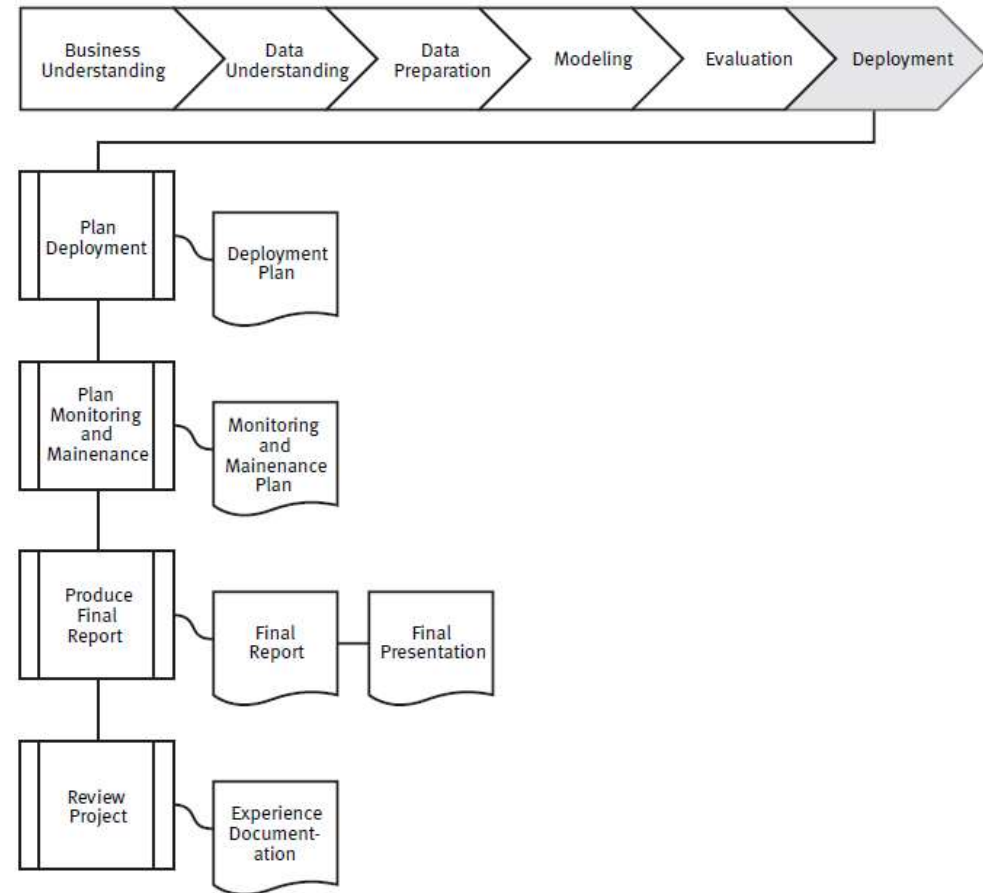 Business
Understanding
Data
Understanding
Data
Preparation
Modeling
Evaluation
Deployment
Plan
Deployment
Deployment
Plan
Plan
Monitoring
and
Mainenance
Monitoring
and
Mainenance
Plan
Produce
Final
Report
Final
Report
Final
Presentation
Review
Project
Experience
Document-
ation